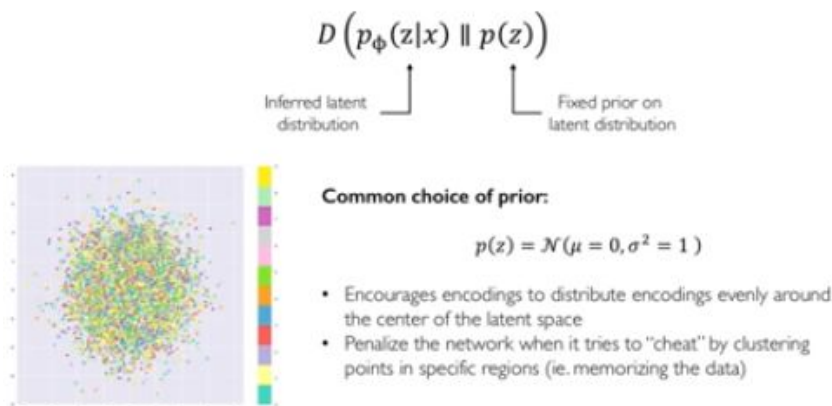 D(p_ϕ(z|x) ∥ p(z))
Inferred latent
distribution
Fixed prior on
latent distribution
Common choice of prior:
p(z) = 𝒩(μ = 0, σ² = 1 )
• Encourages encodings to distribute encodings evenly around
the center of the latent space
• Penalize the network when it tries to "cheat" by clustering
points in specific regions (ie. memorizing the data)